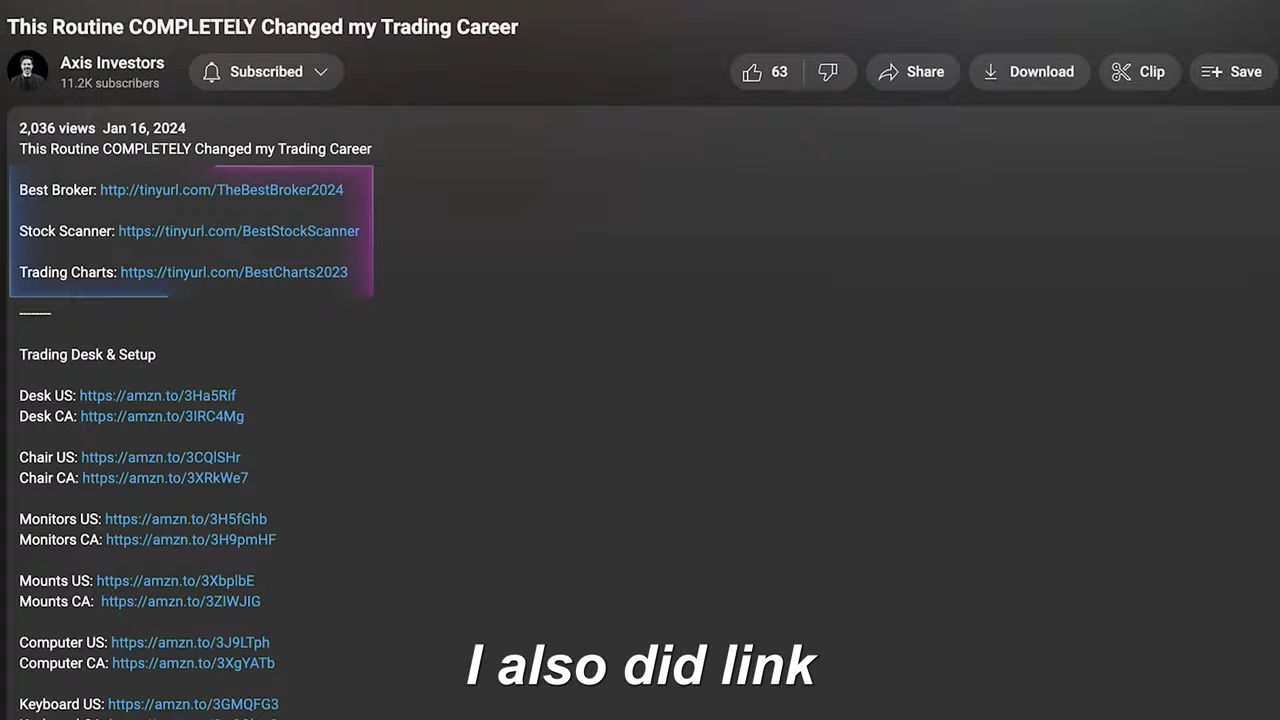 This Routine COMPLETELY Changed my Trading Career
Axis Investors
11.2K subscribers
Subscribed
63
Share
Download
Clip
Save
2,036 views Jan 16, 2024
This Routine COMPLETELY Changed my Trading Career
Best Broker: http://tinyurl.com/TheBestBroker2024
Stock Scanner: https://tinyurl.com/BestStockScanner
Trading Charts: https://tinyurl.com/BestCharts2023
--------
Trading Desk & Setup
Desk US: https://amzn.to/3Ha5Rif
Desk CA: https://amzn.to/3IRC4Mg
Chair US: https://amzn.to/3CQlSHr
Chair CA: https://amzn.to/3XRkWe7
Monitors US: https://amzn.to/3H5fGhb
Monitors CA: https://amzn.to/3H9pmHF
Mounts US: https://amzn.to/3XbplbE
Mounts CA: https://amzn.to/3ZIWJIG
Computer US: https://amzn.to/3J9LTph
Computer CA: https://amzn.to/3XgYATb
Keyboard US: https://amzn.to/3GMQFG3
I also did link